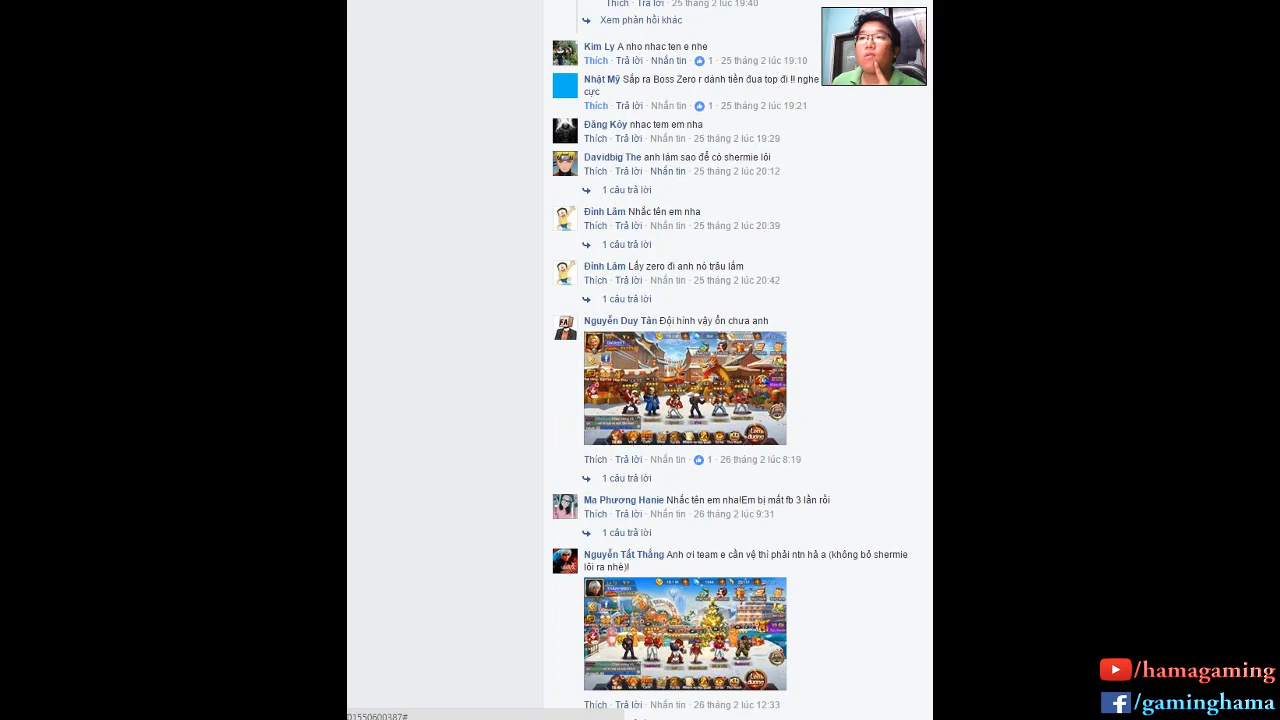 Thích · Trả lời · 25 tháng 2 lúc 19:40
Xem phản hồi khác
Kim Ly A nho nhac ten e nhe
Thích · Trả lời · Nhắn tin · 1 · 25 tháng 2 lúc 19:10
Nhật Mỹ Sắp ra Boss Zero r dánh tiền đua top đi !! nghe
cực
Thích · Trả lời · Nhắn tin · 1 · 25 tháng 2 lúc 19:21
Đăng Kỏy nhac tem em nha
Thích · Trả lời · Nhắn tin · 25 tháng 2 lúc 19:29
Davidbig The anh làm sao để có shermie lôi
Thích · Trả lời · Nhắn tin · 25 tháng 2 lúc 20:12
1 câu trả lời
Đình Lâm Nhắc tên em nha
Thích · Trả lời · Nhắn tin · 25 tháng 2 lúc 20:39
1 câu trả lời
Đình Lâm Lấy zero đi anh nó trâu lắm
Thích · Trả lời · Nhắn tin · 25 tháng 2 lúc 20:42
1 câu trả lời
Nguyễn Duy Tân Đội hình vậy ổn chưa anh
Thích · Trả lời · Nhắn tin · 1 · 26 tháng 2 lúc 8:19
1 câu trả lời
Ma Phương Hanie Nhắc tên em nha!Em bị mất fb 3 lần rồi
Thích · Trả lời · Nhắn tin · 26 tháng 2 lúc 9:31
1 câu trả lời
Nguyễn Tất Thắng Anh ơi team e cần vệ thì phải ntn hả a (không bỏ shermie
lôi ra nhè)!
Thích · Trả lời · Nhắn tin · 26 tháng 2 lúc 12:33
01550600387#
/hamagaming
/gaminghama